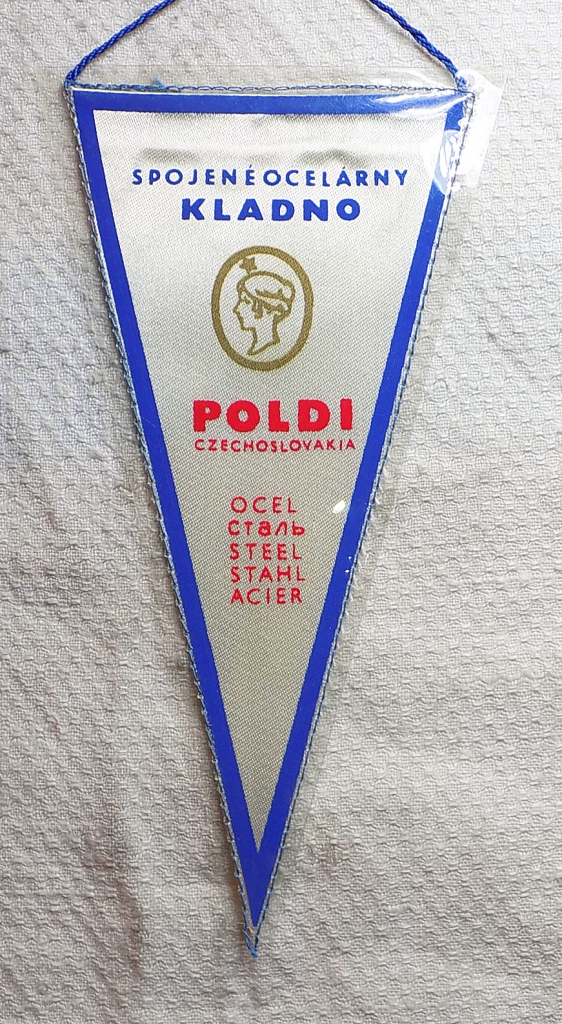 SPOJENÉ OCELÁRNY
KLADNO
POLDI
CZECHOSLOVAKIA
OCEL
сталь
STEEL
STAHL
ACIER